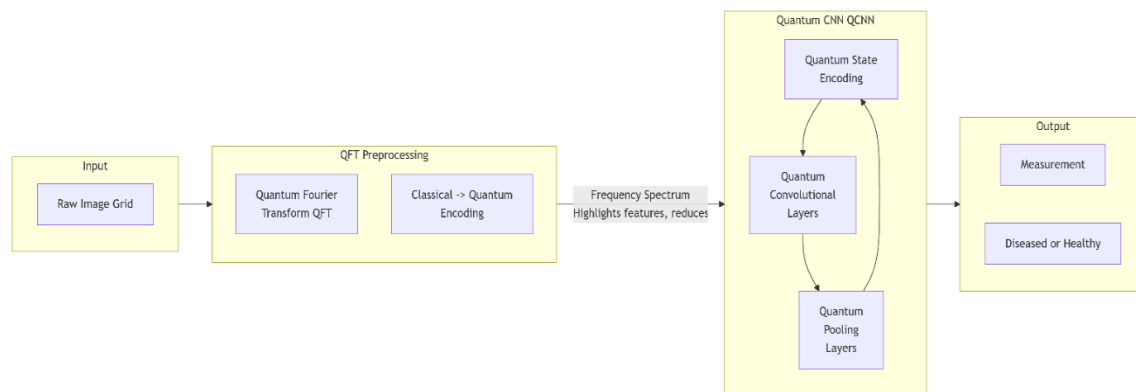 Input
Raw Image Grid
QFT Preprocessing
Quantum Fourier
Transform QFT
Classical -> Quantum
Encoding
Frequency Spectrum
Highlights features, reduces
Quantum CNN QCNN
Quantum State
Encoding
Quantum
Convolutional
Layers
Quantum
Pooling
Layers
Output
Measurement
Diseased or Healthy